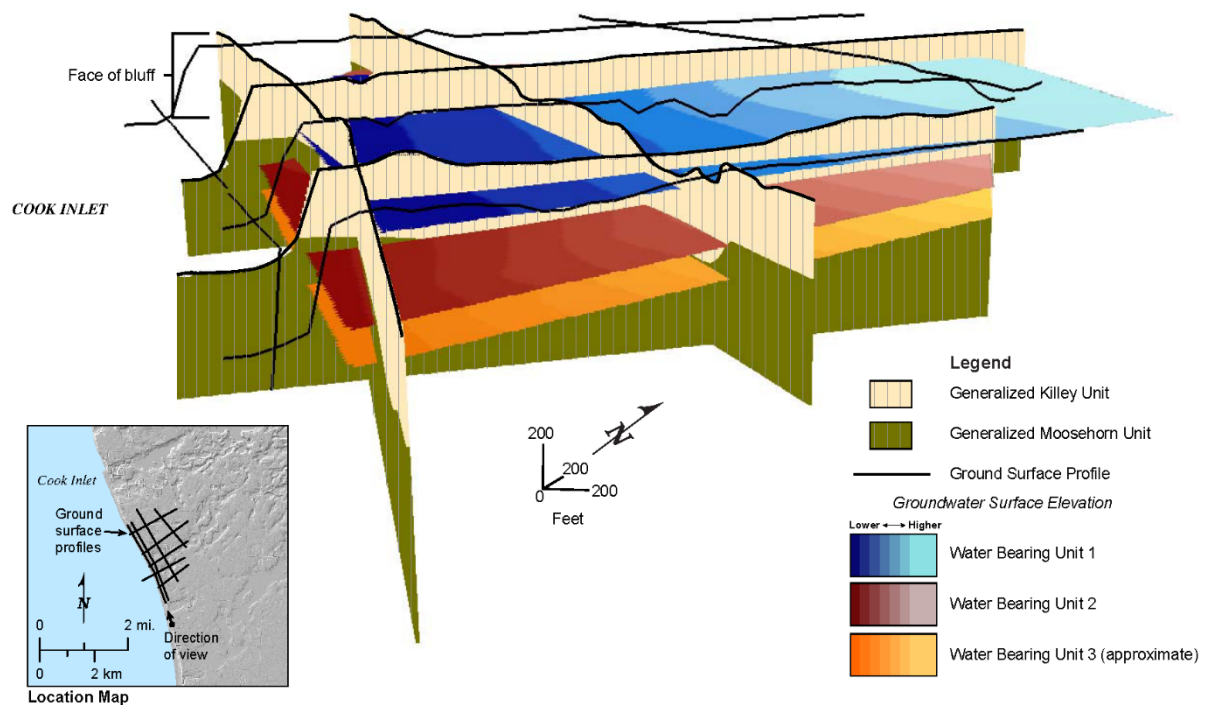 Face of bluff
COOK INLET
N
200
200
0
200
Feet
Legend
Generalized Killey Unit
Generalized Moosehorn Unit
Ground Surface Profile
Groundwater Surface Elevation
Lower ↔ Higher
Water Bearing Unit 1
Water Bearing Unit 2
Water Bearing Unit 3 (approximate)
Cook Inlet
Ground
surface
profiles
N
0 2 mi.
0 2 km
Direction
of view
Location Map